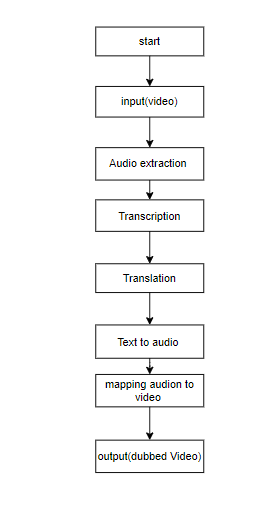 start
input(video)
Audio extraction
Transcription
Translation
Text to audio
mapping audion to
video
output(dubbed Video)